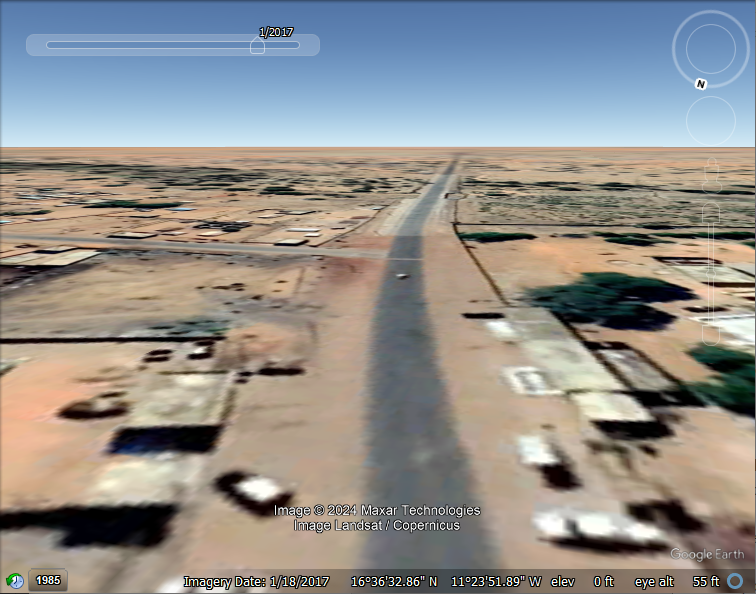 1/2017
N
Image © 2024 Maxar Technologies
Image Landsat / Copernicus
Google Earth
1985
Imagery Date: 1/18/2017 16°36'32.86" N 11°23'51.89" W elev 0 ft eye alt 55 ft